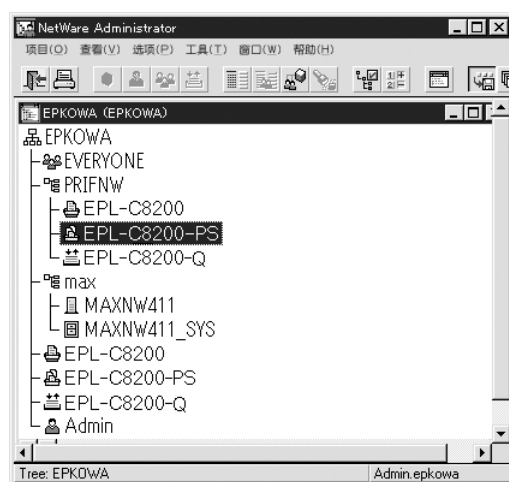 NetWare Administrator
项目(O) 查看(V) 选项(P) 工具(T) 窗口(W) 帮助(H)
EPKOWA (EPKOWA)
EPKOWA
EVERYONE
PRIFNW
EPL-C8200
EPL-C8200-PS
EPL-C8200-Q
max
MAXNW411
MAXNW411_SYS
EPL-C8200
EPL-C8200-PS
EPL-C8200-Q
Admin
Tree: EPKOWA Admin.epkowa